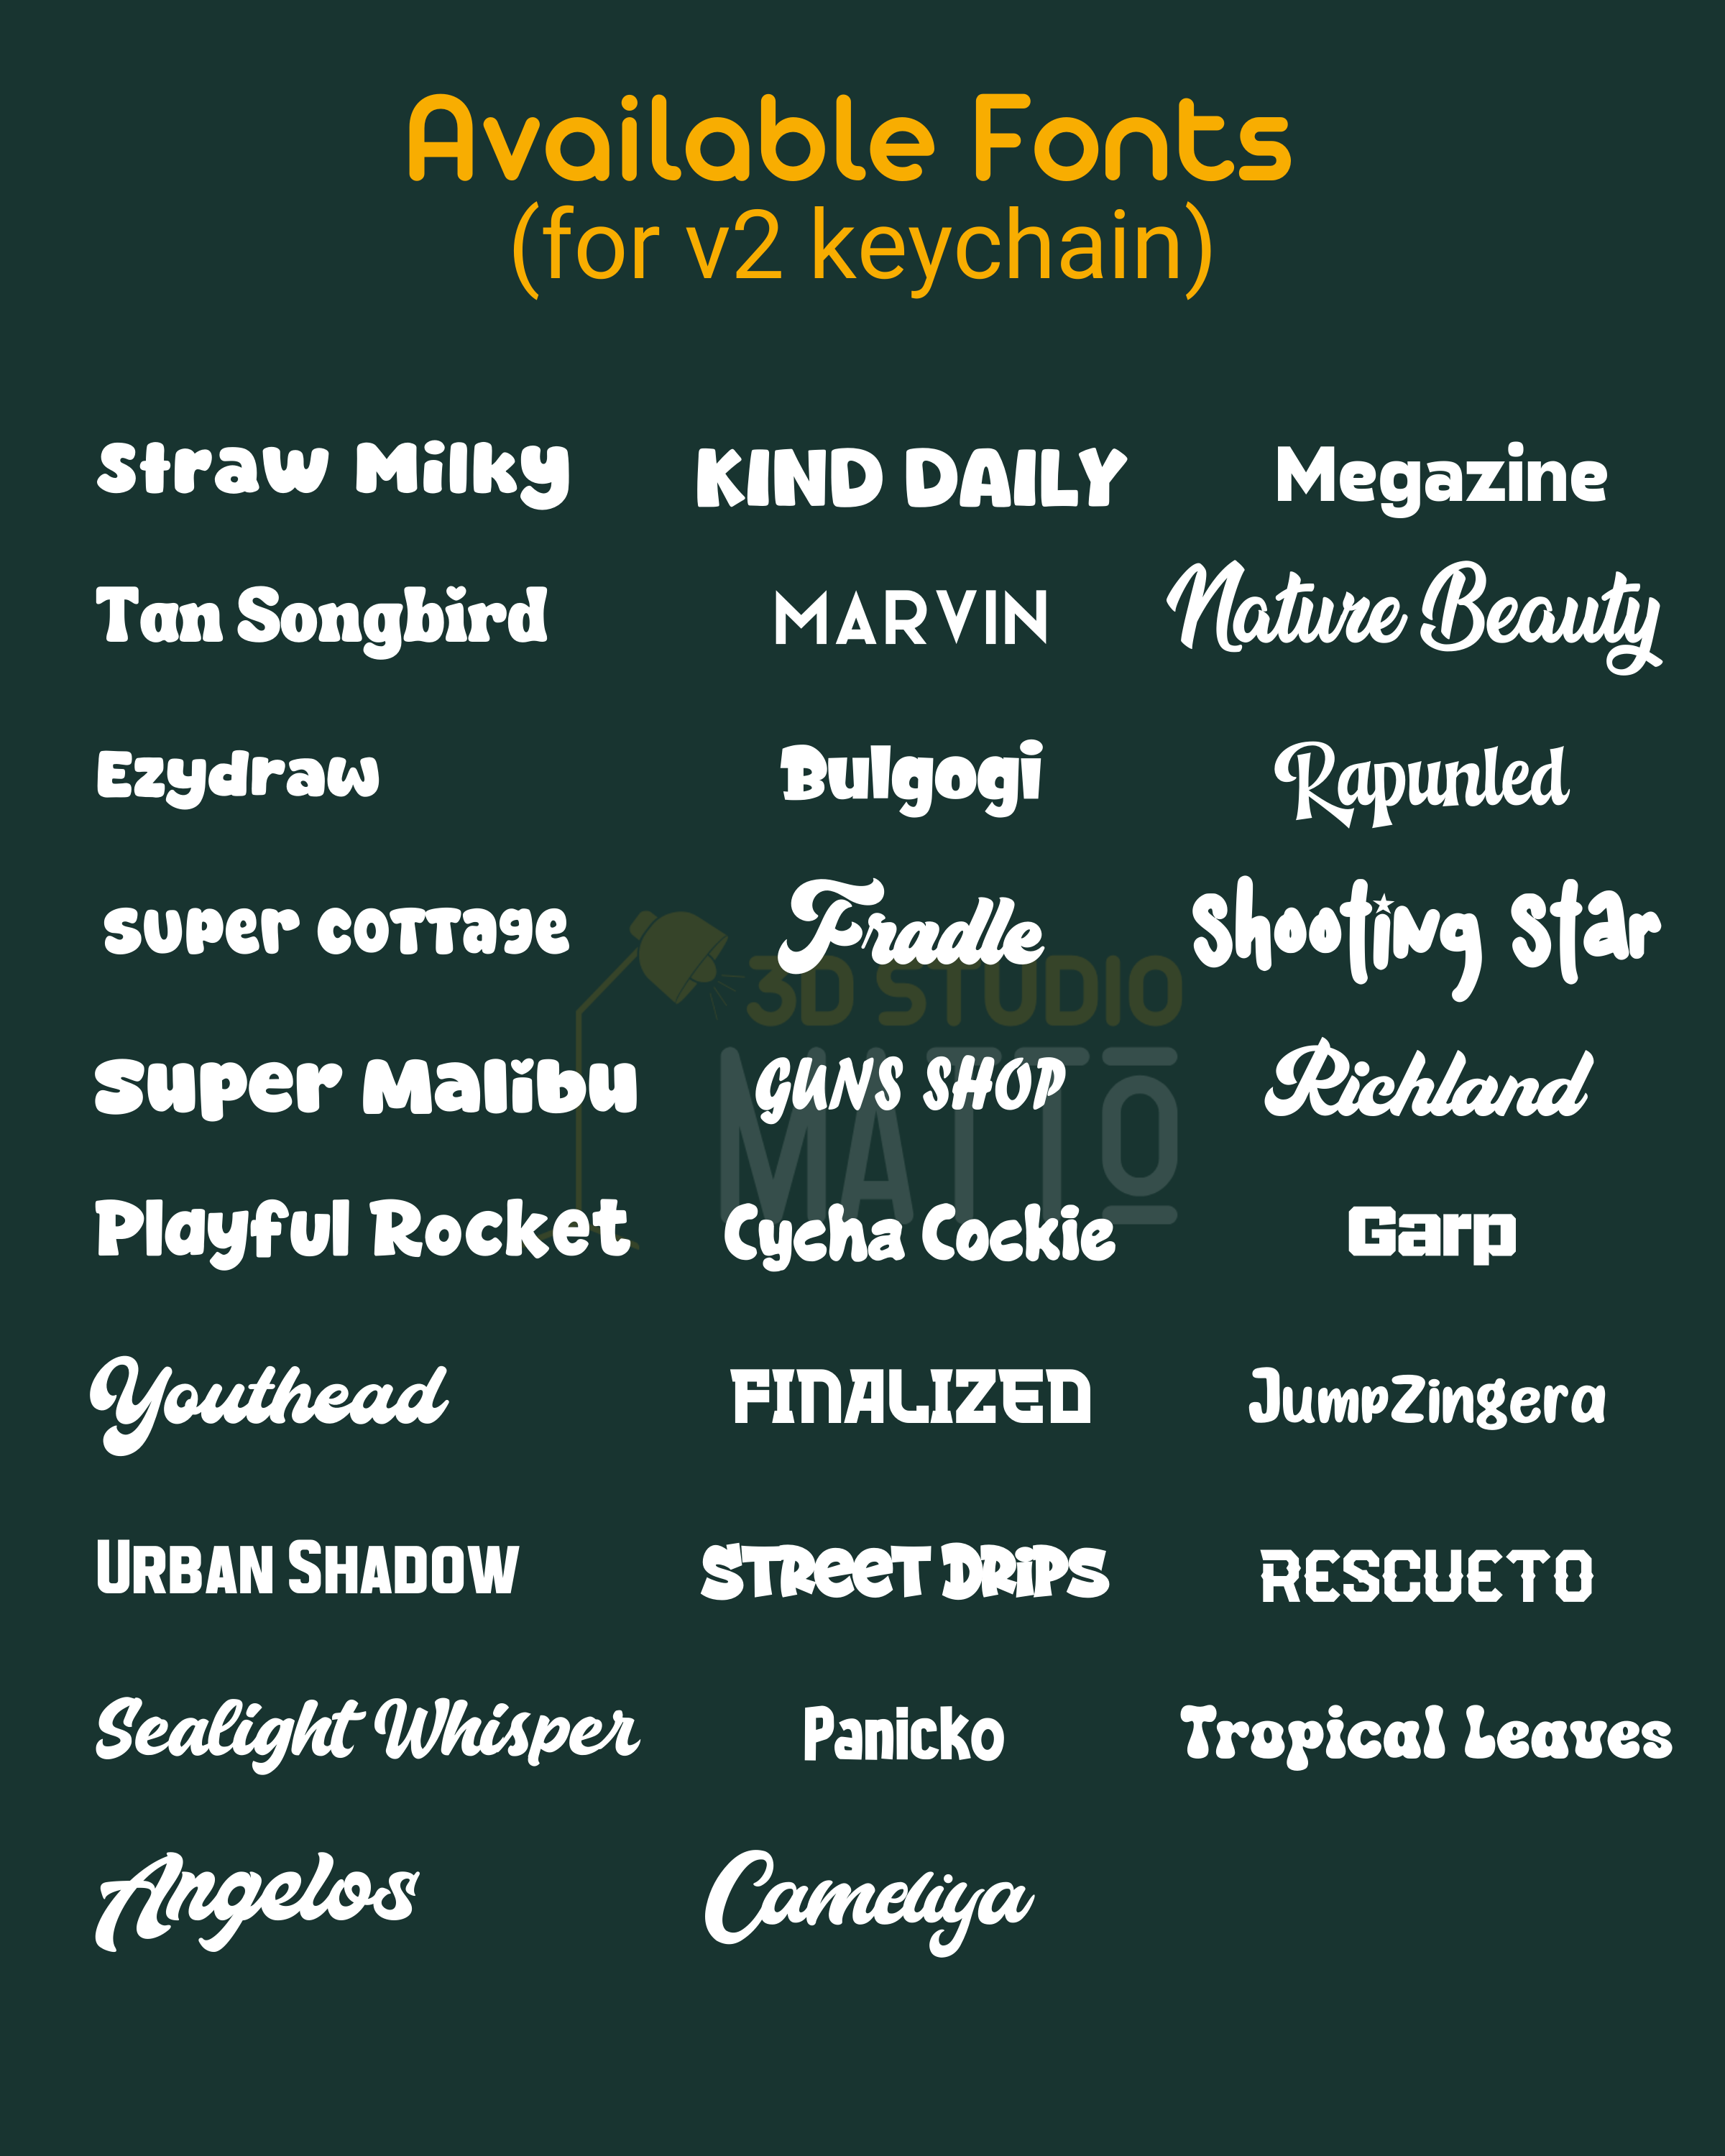 Available Fonts
(for v2 keychain)
Straw Milky KIND DAILY Megazine
Tan Songbird MARVIN Nature Beauty
Ezydraw Bulgogi Rapunled
super cottage Fradlle Shooting Star
3D STUDIO
Super Malibu GUNS SHOP Richland
MATTO
Playful Rocket Cycha Cockie Garp
Youthead FINALIZED JumpZingera
URBAN SHADOW STREET DRIPS RESCUETO
Sealight Whisper Panicko Tropical Leaves
Angelos Cameliya